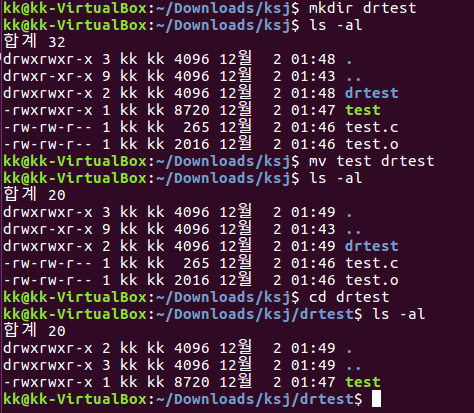 kk@kk-VirtualBox:~/Downloads/ksj$ mkdir drtest
kk@kk-VirtualBox:~/Downloads/ksj$ ls -al
합계 32
drwxrwxr-x 3 kk kk 4096 12월  2 01:48 .
drwxrwxr-x 9 kk kk 4096 12월  2 01:43 ..
drwxrwxr-x 2 kk kk 4096 12월  2 01:48 drtest
-rwxrwxr-x 1 kk kk 8720 12월  2 01:47 test
-rw-rw-r-- 1 kk kk  265 12월  2 01:46 test.c
-rw-rw-r-- 1 kk kk 2016 12월  2 01:46 test.o
kk@kk-VirtualBox:~/Downloads/ksj$ mv test drtest
kk@kk-VirtualBox:~/Downloads/ksj$ ls -al
합계 20
drwxrwxr-x 3 kk kk 4096 12월  2 01:49 .
drwxrwxr-x 9 kk kk 4096 12월  2 01:43 ..
drwxrwxr-x 2 kk kk 4096 12월  2 01:49 drtest
-rw-rw-r-- 1 kk kk  265 12월  2 01:46 test.c
-rw-rw-r-- 1 kk kk 2016 12월  2 01:46 test.o
kk@kk-VirtualBox:~/Downloads/ksj$ cd drtest
kk@kk-VirtualBox:~/Downloads/ksj/drtest$ ls -al
합계 20
drwxrwxr-x 2 kk kk 4096 12월  2 01:49 .
drwxrwxr-x 3 kk kk 4096 12월  2 01:49 ..
-rwxrwxr-x 1 kk kk 8720 12월  2 01:47 test
kk@kk-VirtualBox:~/Downloads/ksj/drtest$